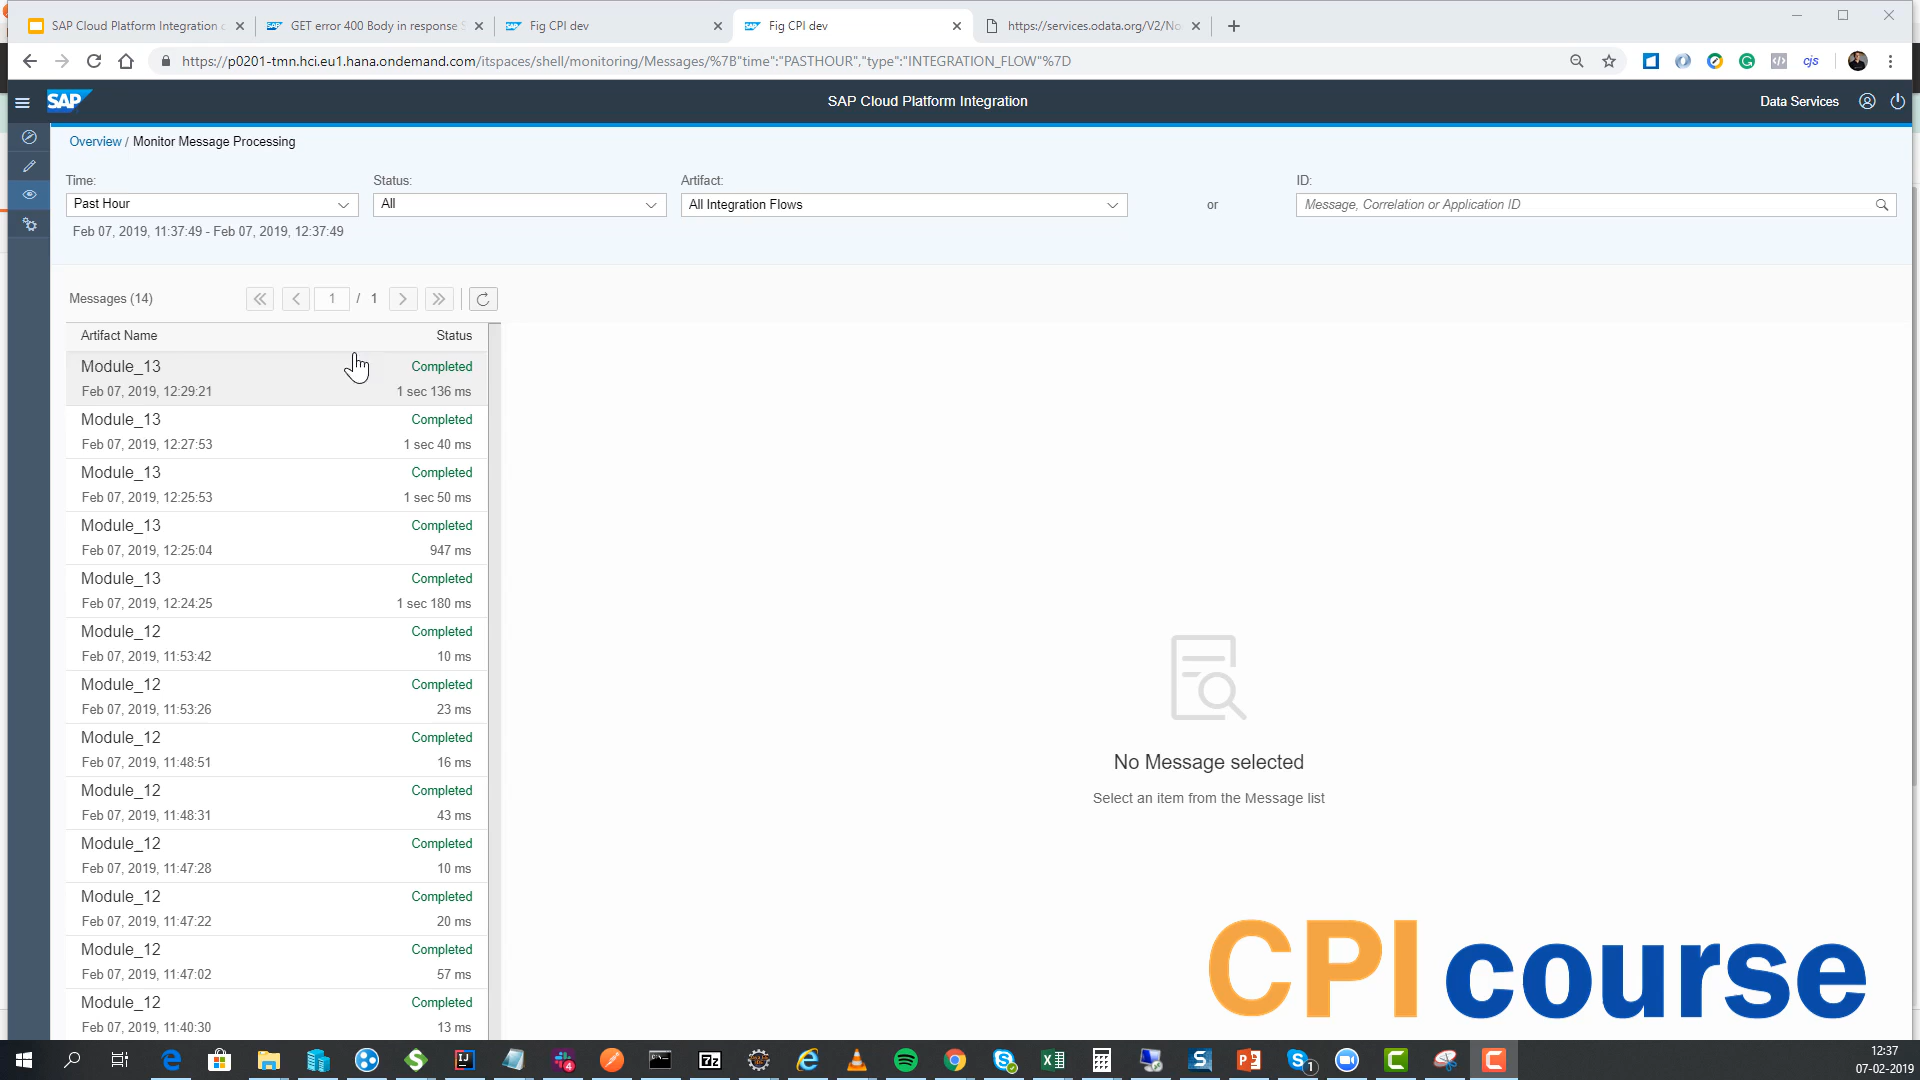 SAP Cloud Platform Integration c
GET error 400 Body in response S
Fig CPI dev
Fig CPI dev
https://services.odata.org/V2/No
https://p0201-tmn.hci.eu1.hana.ondemand.com/itspaces/shell/monitoring/Messages/%7B"time":"PASTHOUR","type":"INTEGRATION_FLOW"%7D
cjs
SAP
SAP Cloud Platform Integration
Data Services
Overview / Monitor Message Processing
Time:
Status:
Artifact:
ID:
Past Hour
All
All Integration Flows
or
Message, Correlation or Application ID
Feb 07, 2019, 11:37:49 - Feb 07, 2019, 12:37:49
Messages (14)
1 / 1
Artifact Name
Status
Module_13
Completed
Feb 07, 2019, 12:29:21
1 sec 136 ms
Module_13
Completed
Feb 07, 2019, 12:27:53
1 sec 40 ms
Module_13
Completed
Feb 07, 2019, 12:25:53
1 sec 50 ms
Module_13
Completed
Feb 07, 2019, 12:25:04
947 ms
Module_13
Completed
Feb 07, 2019, 12:24:25
1 sec 180 ms
Module_12
Completed
Feb 07, 2019, 11:53:42
10 ms
Module_12
Completed
Feb 07, 2019, 11:53:26
23 ms
Module_12
Completed
Feb 07, 2019, 11:48:51
16 ms
Module_12
Completed
Feb 07, 2019, 11:48:31
43 ms
Module_12
Completed
Feb 07, 2019, 11:47:28
10 ms
Module_12
Completed
Feb 07, 2019, 11:47:22
20 ms
Module_12
Completed
Feb 07, 2019, 11:47:02
57 ms
Module_12
Completed
Feb 07, 2019, 11:40:30
13 ms
No Message selected
Select an item from the Message list
CPI course
7z
12:37
07-02-2019